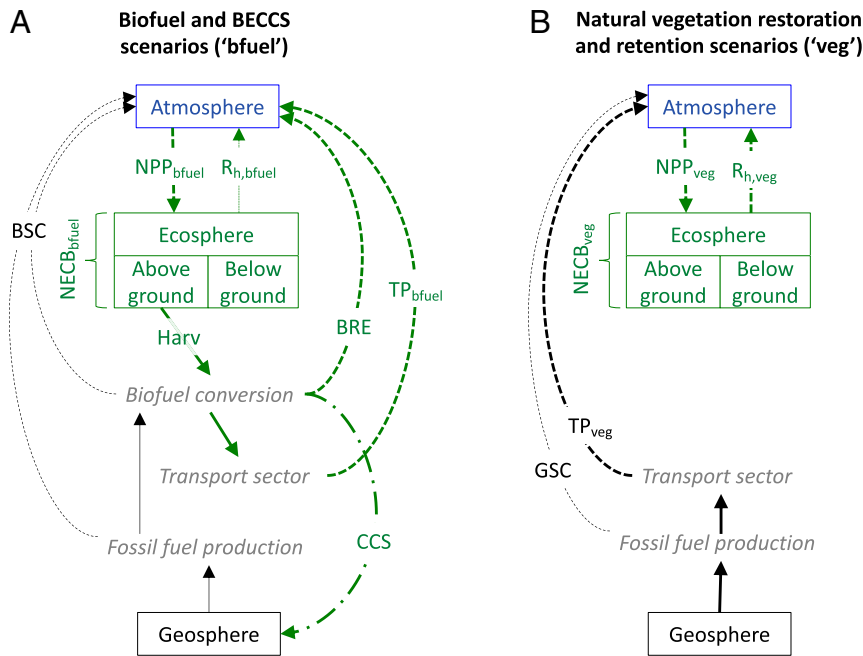 A
Biofuel and BECCS
scenarios (‘bfuel’)
Atmosphere
NPPbfuel
Rh,bfuel
BSC
NECBbfuel
Ecosphere
Above
ground
Below
ground
TPbfuel
Harv
BRE
Biofuel conversion
Transport sector
Fossil fuel production
CCS
Geosphere
B
Natural vegetation restoration
and retention scenarios (‘veg’)
Atmosphere
NPPveg
Rh,veg
NECBveg
Ecosphere
Above
ground
Below
ground
TPveg
GSC
Transport sector
Fossil fuel production
Geosphere